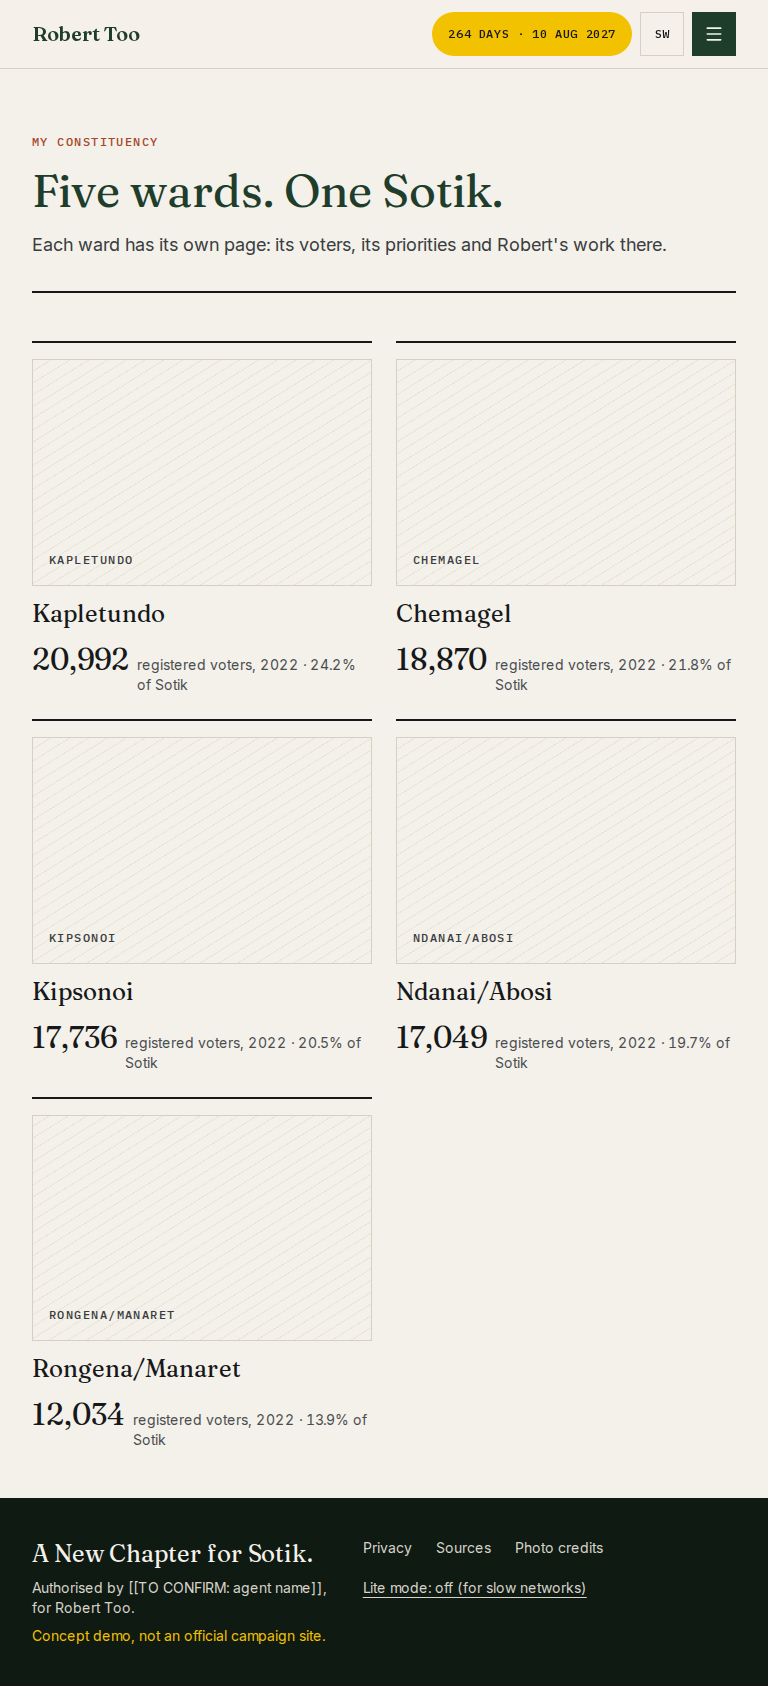 Robert Too
264 DAYS · 10 AUG 2027
SW
MY CONSTITUENCY
Five wards. One Sotik.
Each ward has its own page: its voters, its priorities and Robert's work there.
KAPLETUNDO
Kapletundo
20,992 registered voters, 2022 · 24.2%
of Sotik
CHEMAGEL
Chemagel
18,870 registered voters, 2022 · 21.8% of
Sotik
KIPSONOI
Kipsonoi
17,736 registered voters, 2022 · 20.5% of
Sotik
NDANAI/ABOSI
Ndanai/Abosi
17,049 registered voters, 2022 · 19.7% of
Sotik
RONGENA/MANARET
Rongena/Manaret
12,034 registered voters, 2022 · 13.9% of
Sotik
A New Chapter for Sotik.
Authorised by [[TO CONFIRM: agent name]],
for Robert Too.
Concept demo, not an official campaign site.
Privacy Sources Photo credits
Lite mode: off (for slow networks)